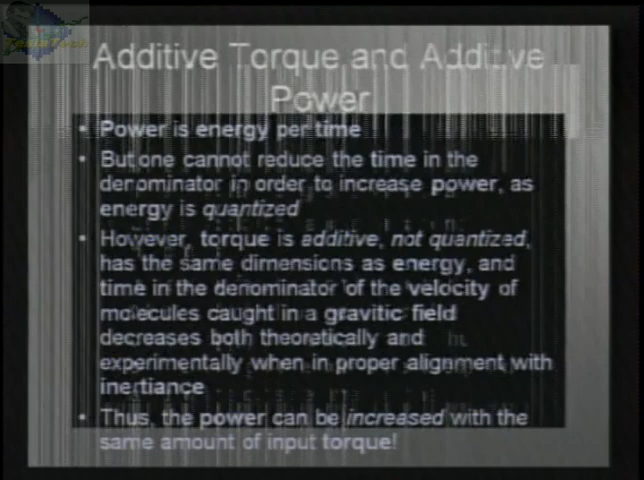 Additive Torque and Additive
Power
• Power is energy per time
• But one cannot reduce the time in the
denominator in order to increase power, as
energy is quantized
• However, torque is additive, not quantized,
has the same dimensions as energy, and
time in the denominator of the velocity of
molecules caught in a gravitic field
decreases both theoretically and
experimentally when in proper alignment with
inertiance
• Thus, the power can be increased with the
same amount of input torque!